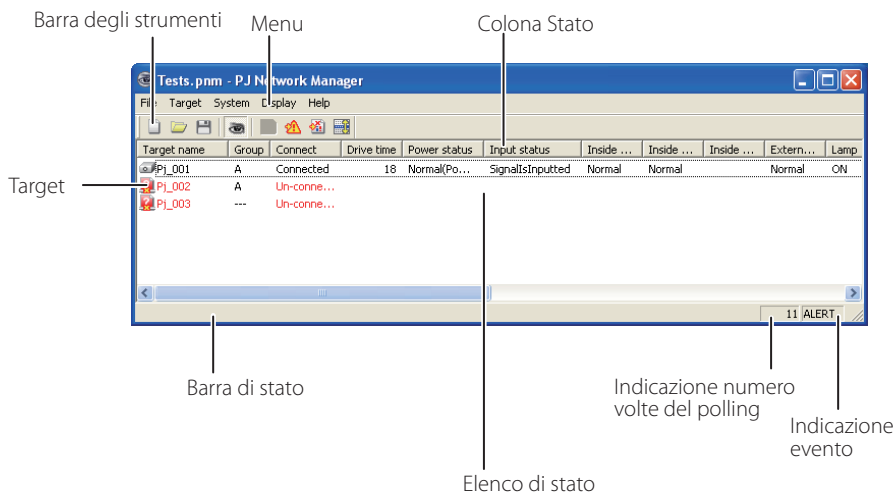 Barra degli strumenti
Menu
Colona Stato
Tests.pnm - PJ Network Manager
File Target System Display Help
Target name Group Connect Drive time Power status Input status Inside ... Inside ... Inside ... Extern... Lamp
Pj_001 A Connected 18 Normal(Po... SignalIsInputted Normal Normal Normal ON
Target
Pj_002 A Un-conne...
Pj_003 --- Un-conne...
11 ALERT
Barra di stato
Indicazione numero
volte del polling
Indicazione
evento
Elenco di stato